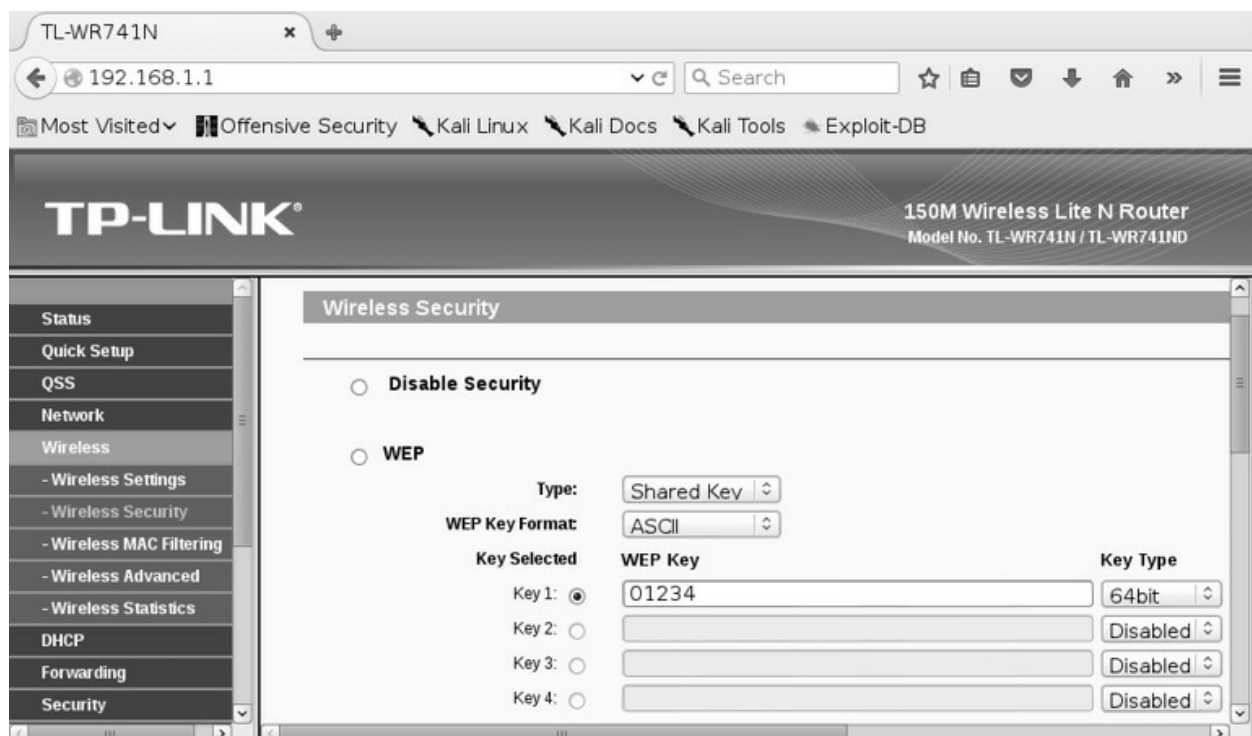 TL-WR741N
192.168.1.1
Search
Most Visited
Offensive Security
Kali Linux
Kali Docs
Kali Tools
Exploit-DB
TP-LINK®
150M Wireless Lite N Router
Model No. TL-WR741N / TL-WR741ND
Status
Quick Setup
QSS
Network
Wireless
- Wireless Settings
- Wireless Security
- Wireless MAC Filtering
- Wireless Advanced
- Wireless Statistics
DHCP
Forwarding
Security
Wireless Security
Disable Security
WEP
Type: Shared Key
WEP Key Format: ASCII
Key Selected WEP Key Key Type
Key 1: 01234 64bit
Key 2: Disabled
Key 3: Disabled
Key 4: Disabled